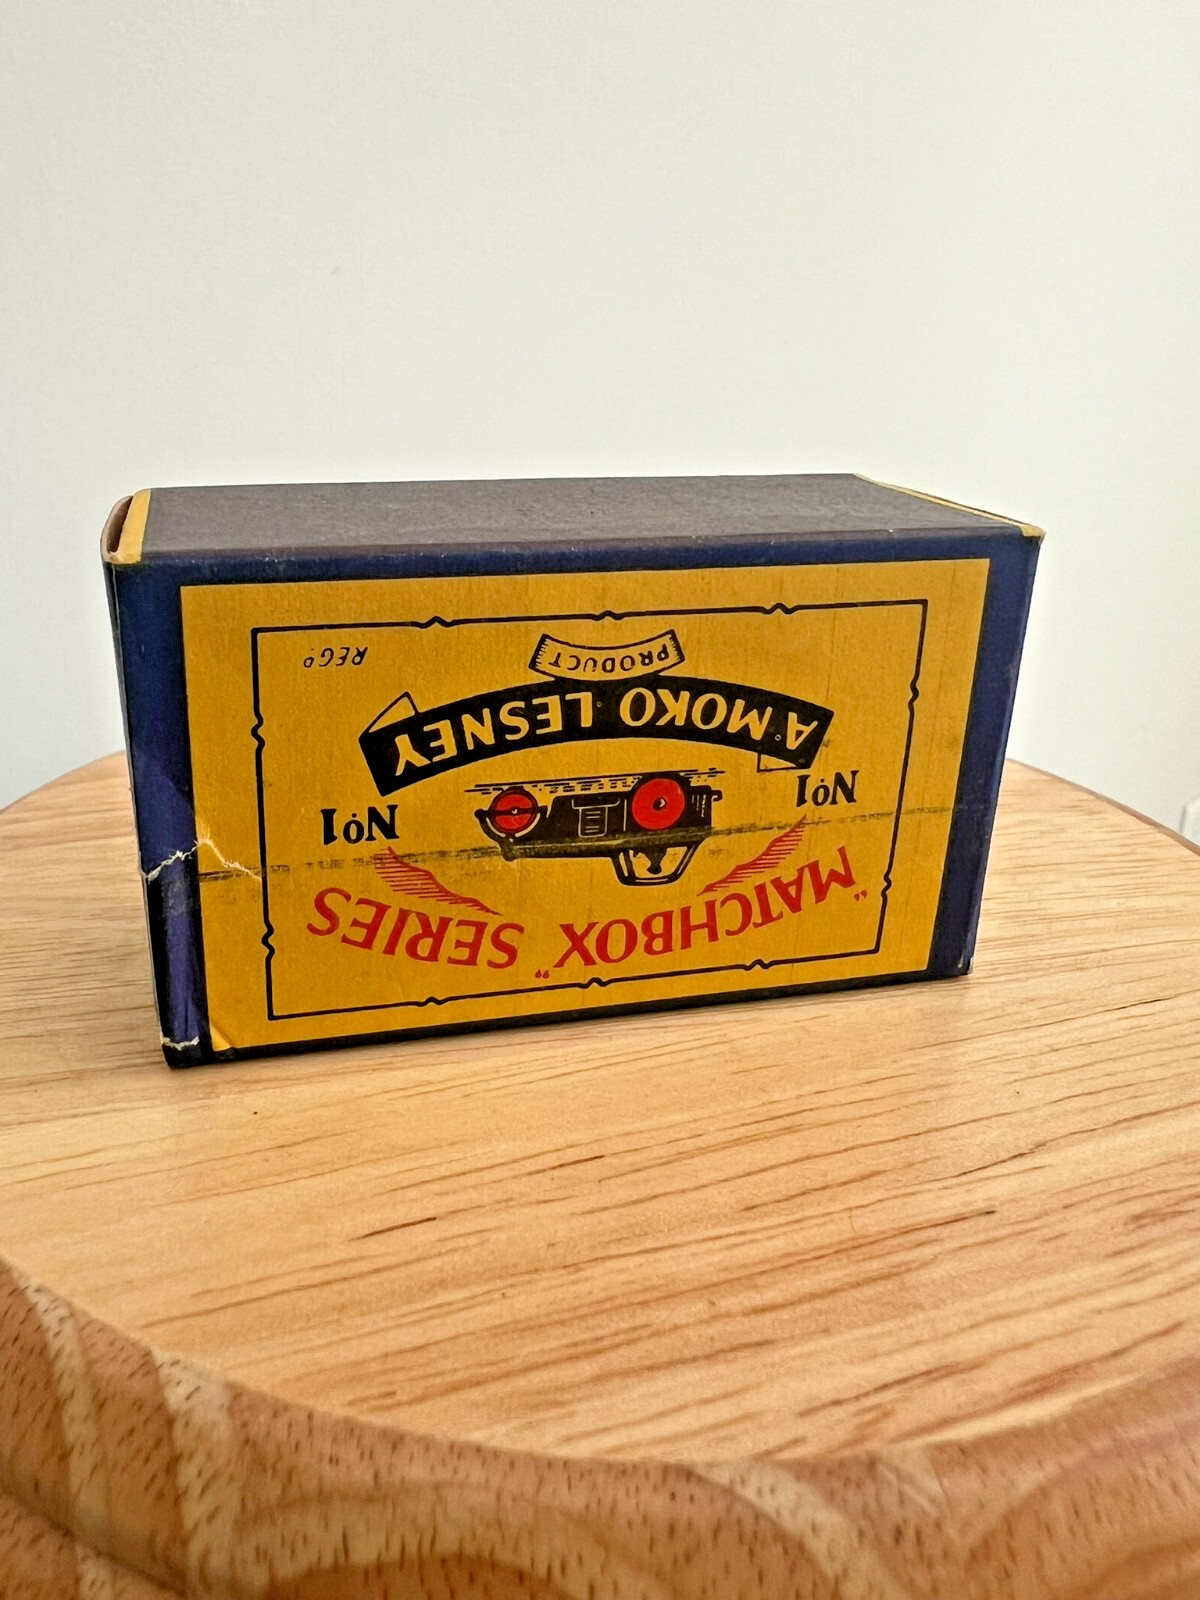 "MATCHBOX" SERIES
No1 No1
A MOKO LESNEY
PRODUCT
REGD